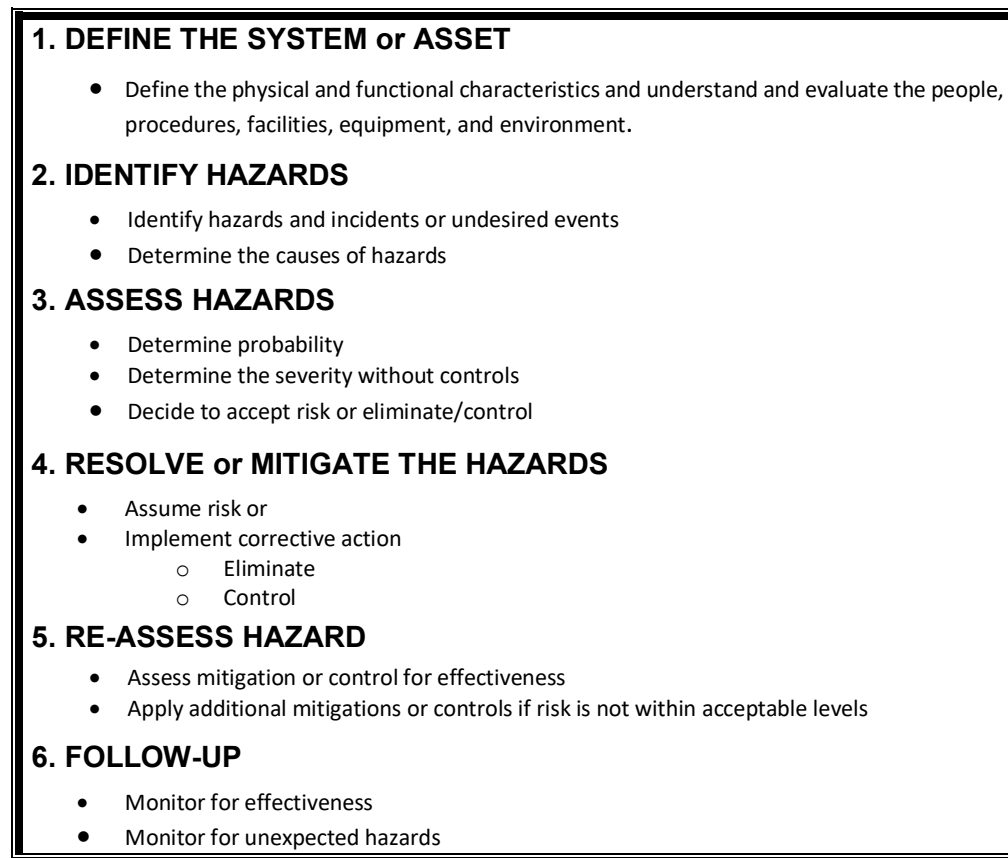 1. DEFINE THE SYSTEM or ASSET
• Define the physical and functional characteristics and understand and evaluate the people,
procedures, facilities, equipment, and environment.
2. IDENTIFY HAZARDS
• Identify hazards and incidents or undesired events
• Determine the causes of hazards
3. ASSESS HAZARDS
• Determine probability
• Determine the severity without controls
• Decide to accept risk or eliminate/control
4. RESOLVE or MITIGATE THE HAZARDS
• Assume risk or
• Implement corrective action
o Eliminate
o Control
5. RE-ASSESS HAZARD
• Assess mitigation or control for effectiveness
• Apply additional mitigations or controls if risk is not within acceptable levels
6. FOLLOW-UP
• Monitor for effectiveness
• Monitor for unexpected hazards